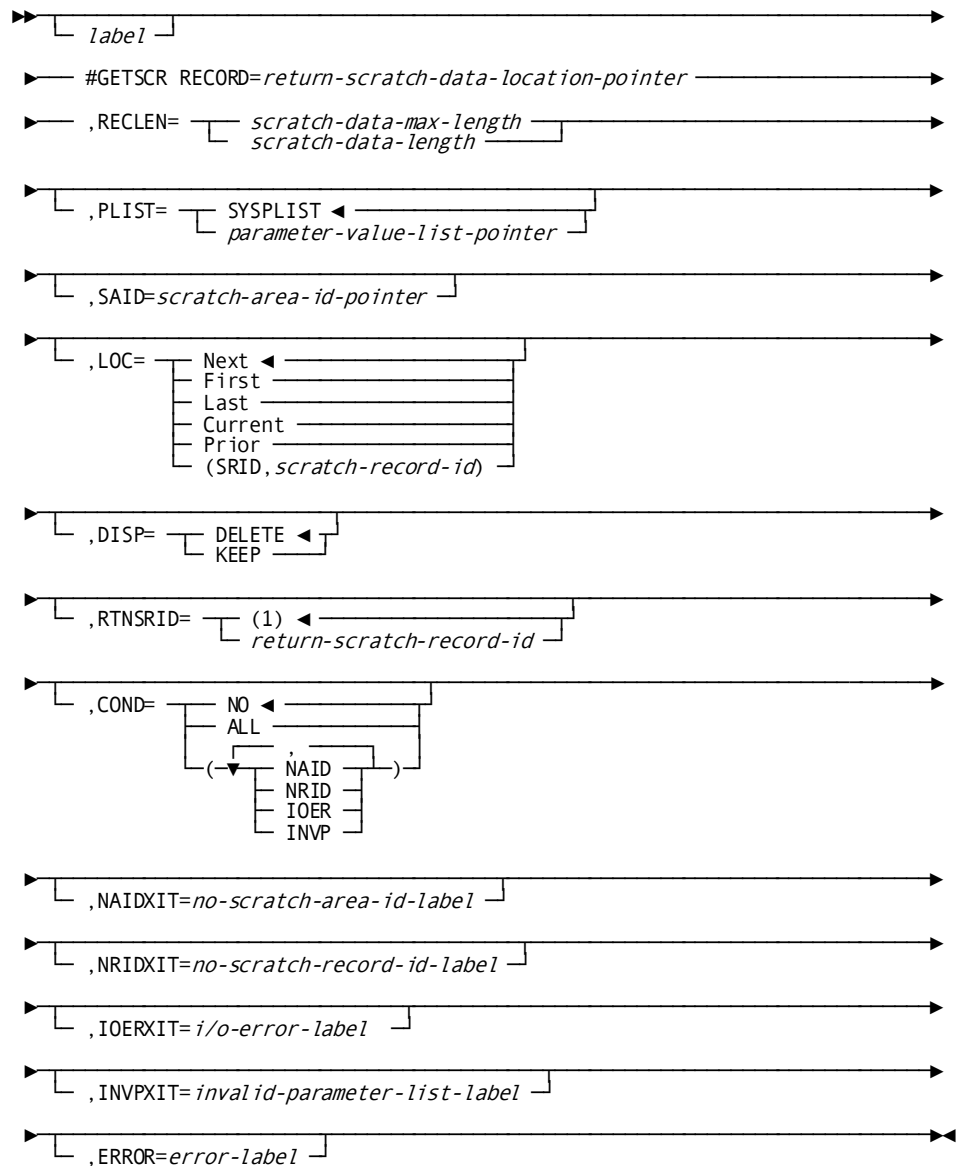 label
#GETSCR RECORD=return-scratch-data-location-pointer
,RECLEN= scratch-data-max-length
scratch-data-length
,PLIST= SYSPLIST ◄
parameter-value-list-pointer
,SAID=scratch-area-id-pointer
,LOC= Next ◄
First
Last
Current
Prior
(SRID,scratch-record-id)
,DISP= DELETE ◄
KEEP
,RTNSRID= (1) ◄
return-scratch-record-id
,COND= NO ◄
ALL
,
( NAID )
NRID
IOER
INVP
,NAIDXIT=no-scratch-area-id-label
,NRIDXIT=no-scratch-record-id-label
,IOERXIT=i/o-error-label
,INVPXIT=invalid-parameter-list-label
,ERROR=error-label